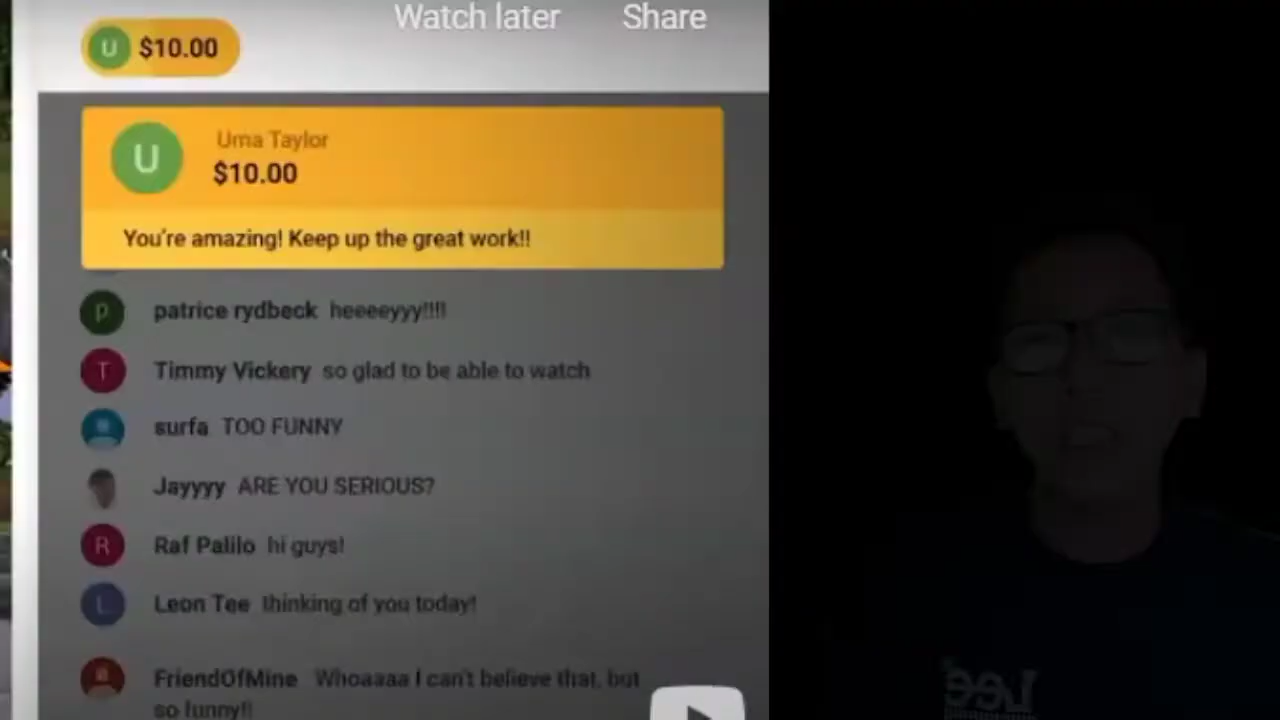 Watch later Share
U $10.00
U Uma Taylor
$10.00
You're amazing! Keep up the great work!!
p patrice rydbeck heeeeyyy!!!!
T Timmy Vickery so glad to be able to watch
surfa TOO FUNNY
Jayyyy ARE YOU SERIOUS?
R Raf Palilo hi guys!
L Leon Tee thinking of you today!
FriendOfMine Whoaaaa I can't believe that, but
so funny!!
Lee